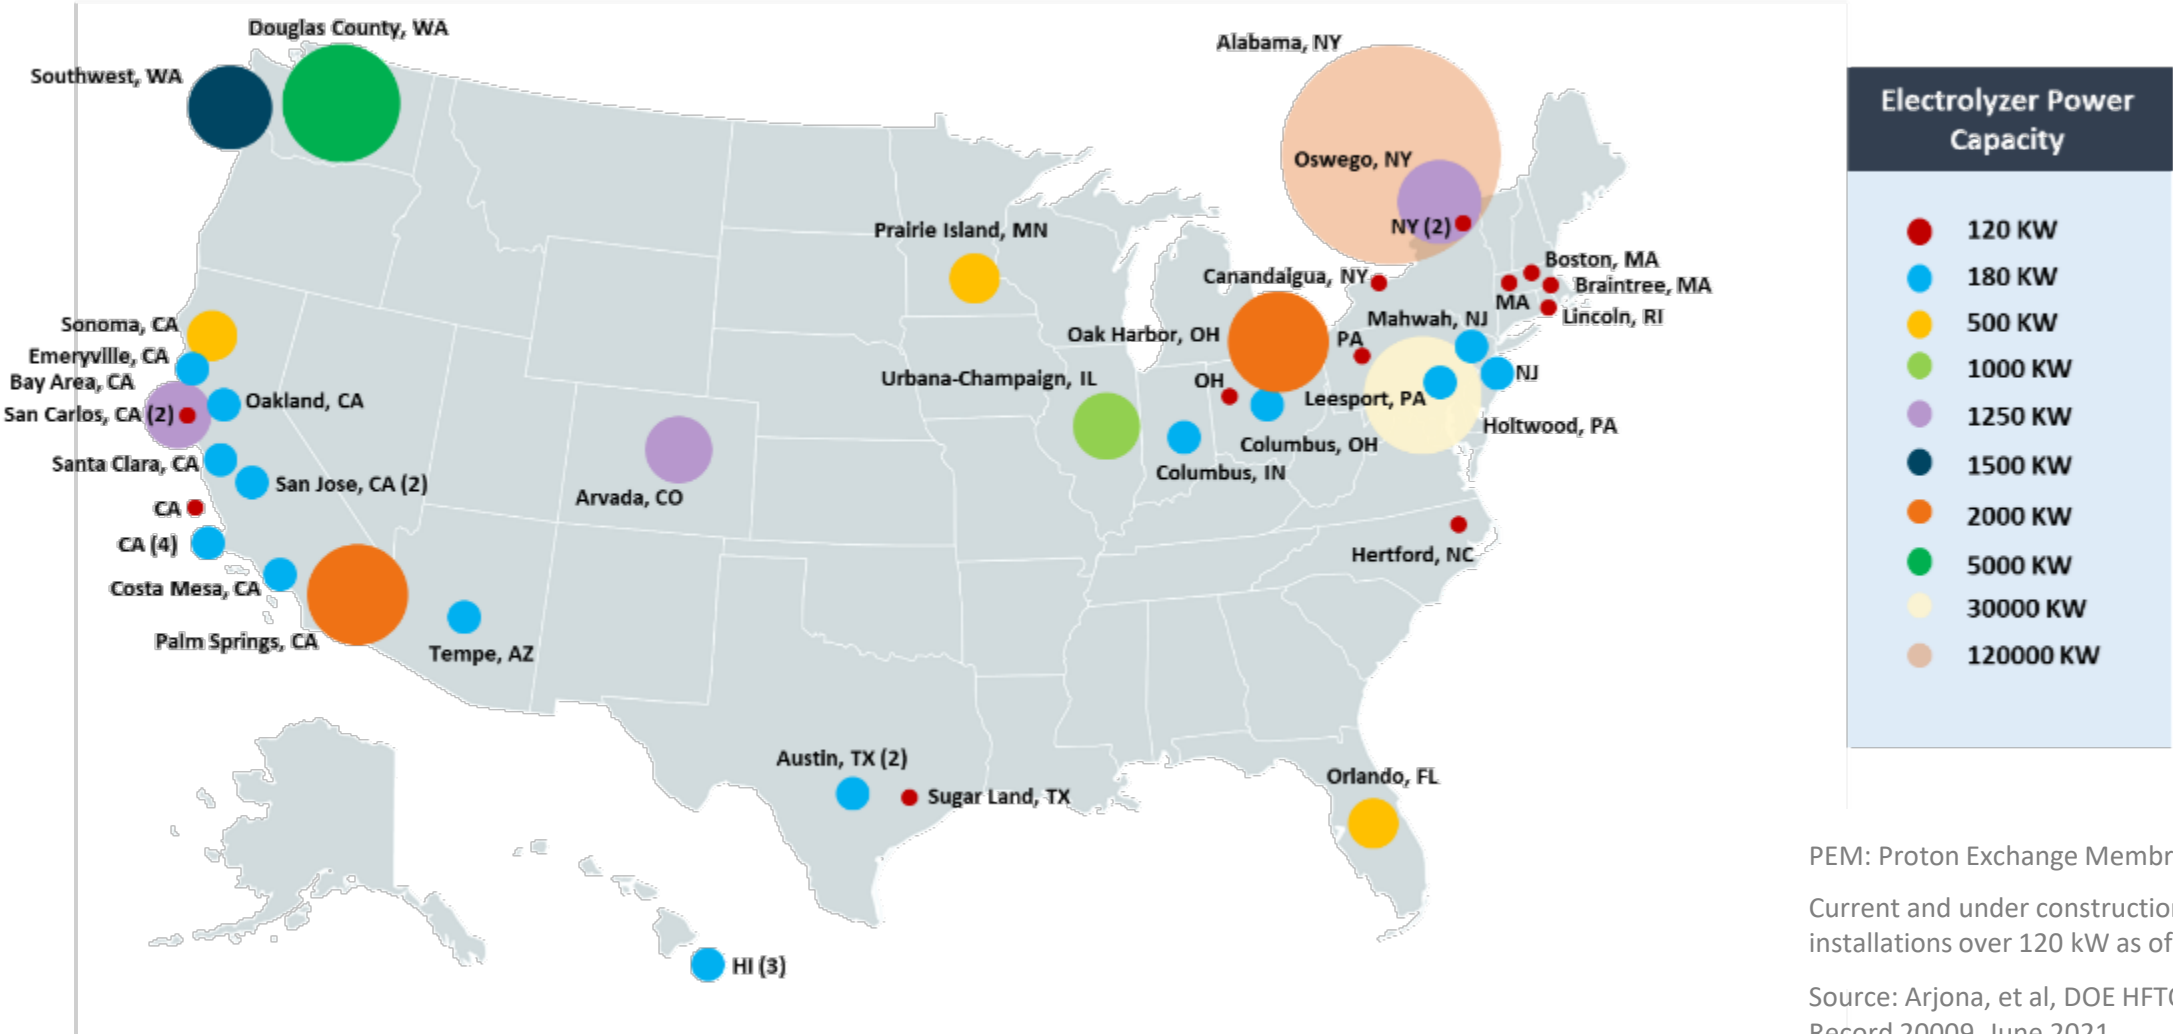 Douglas County, WA
Southwest, WA
Alabama, NY
Oswego, NY
NY (2)
Prairie Island, MN
Canandaigua, NY
Boston, MA
Braintree, MA
MA
Lincoln, RI
Mahwah, NJ
Sonoma, CA
Emeryville, CA
Bay Area, CA
San Carlos, CA (2)
Oakland, CA
Oak Harbor, OH
PA
Urbana-Champaign, IL
OH
NJ
Leesport, PA
Holtwood, PA
Columbus, OH
Columbus, IN
Santa Clara, CA
San Jose, CA (2)
Arvada, CO
CA
CA (4)
Hertford, NC
Costa Mesa, CA
Palm Springs, CA
Tempe, AZ
Austin, TX (2)
Sugar Land, TX
Orlando, FL
HI (3)
Electrolyzer Power
Capacity
120 KW
180 KW
500 KW
1000 KW
1250 KW
1500 KW
2000 KW
5000 KW
30000 KW
120000 KW
PEM: Proton Exchange Membr
Current and under construction
installations over 120 kW as of
Source: Arjona, et al, DOE HFTO
Record 20009, June 2021